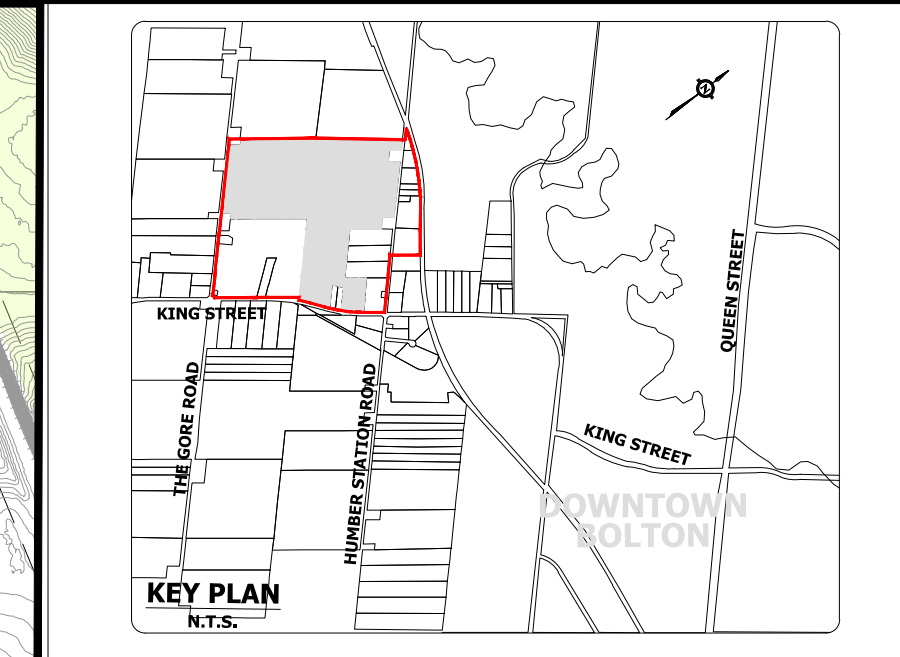 N
QUEEN STREET
KING STREET
THE GORE ROAD
HUMBER STATION ROAD
KING STREET
DOWNTOWN
BOLTON
KEY PLAN
N.T.S.